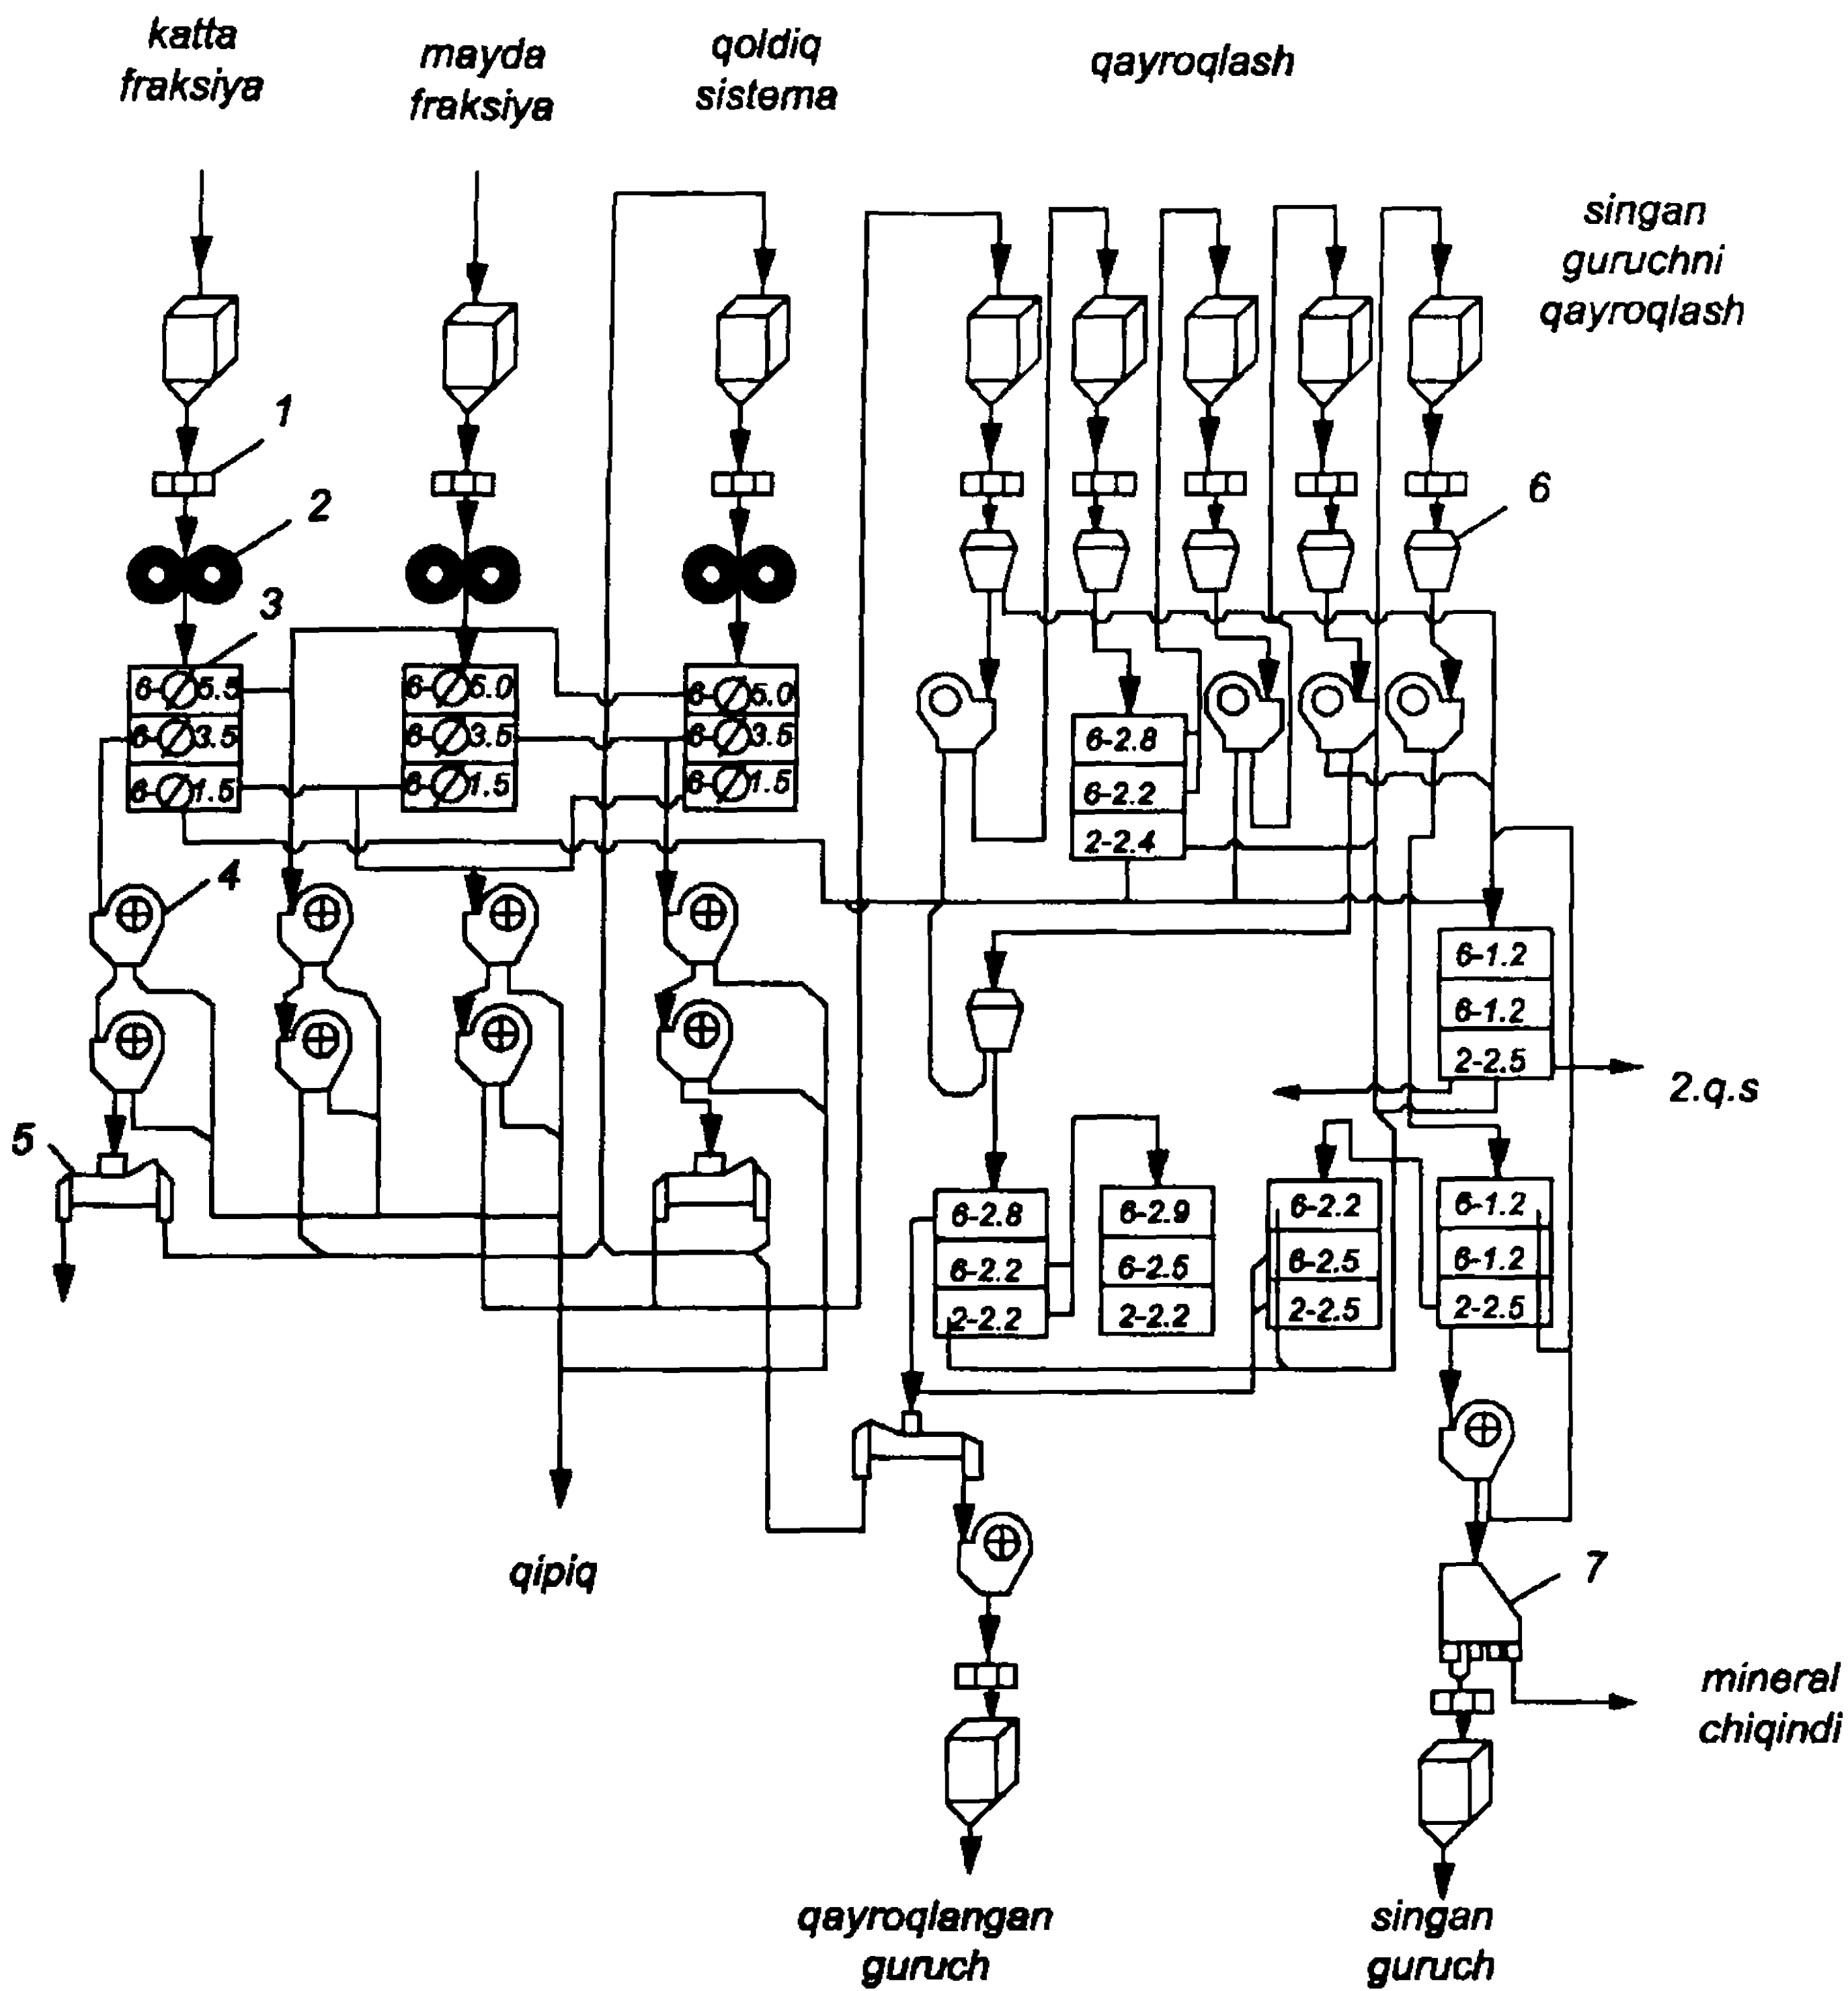 katta
fraksiya
mayda
fraksiya
qoldiq
sistema
qayroqlash
singan
guruchni
qayroqlash
1
2
3
6
6-∅5.5
6-∅3.5
6-∅1.5
6-∅5.0
6-∅3.5
6-∅1.5
6-∅5.0
6-∅3.5
6-∅1.5
6-2.8
6-2.2
2-2.4
4
6-1.2
6-1.2
2-2.5
2.q.s
5
6-2.8
6-2.2
2-2.2
6-2.9
6-2.5
2-2.2
6-2.2
6-2.5
2-2.5
6-1.2
6-1.2
2-2.5
qipiq
7
mineral
chiqindi
qayroqlangan
guruch
singan
guruch